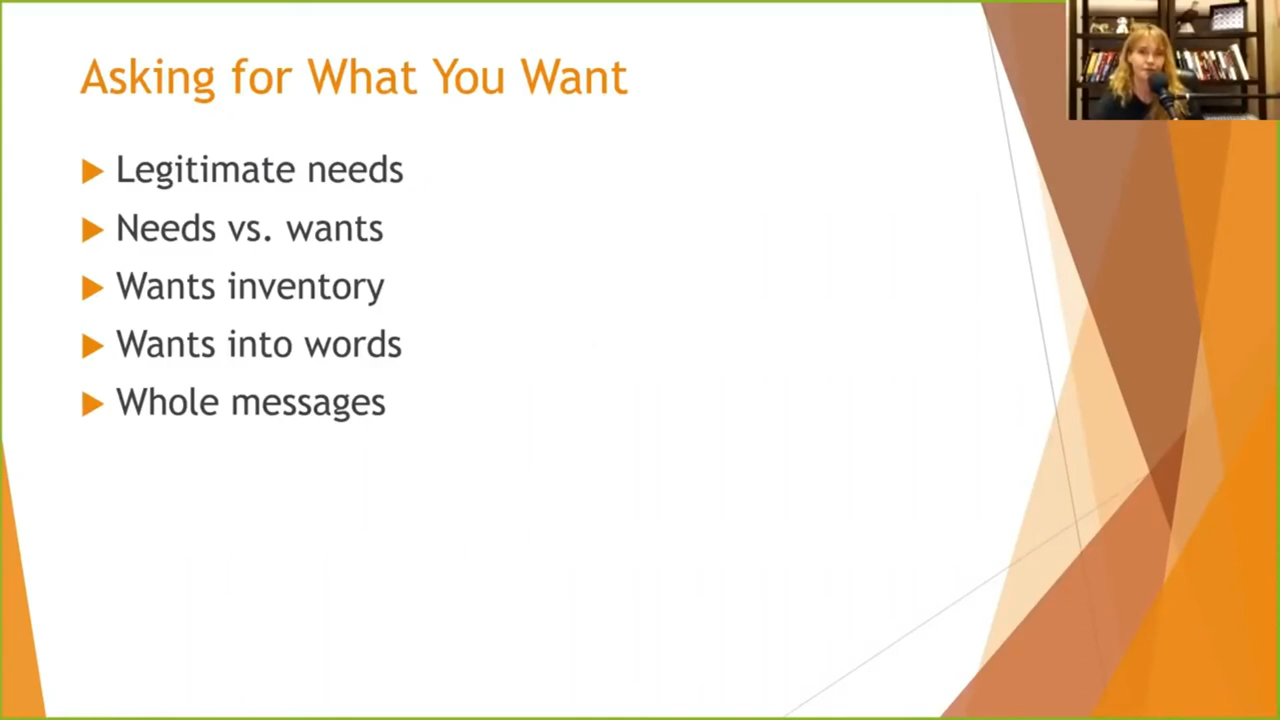 Asking for What You Want
Legitimate needs
Needs vs. wants
Wants inventory
Wants into words
Whole messages